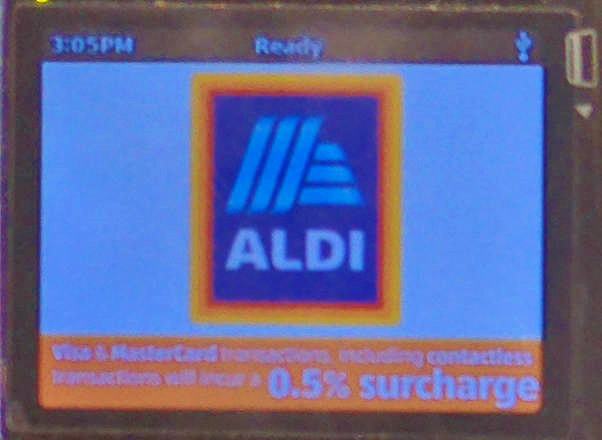 3:05PM Ready
ALDI
Visa & MasterCard transactions, including contactless
transactions will incur a 0.5% surcharge